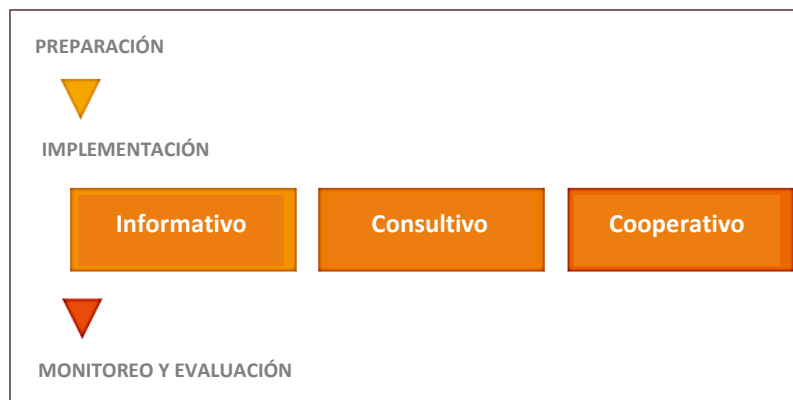 PREPARACIÓN
IMPLEMENTACIÓN
Informativo Consultivo Cooperativo
MONITOREO Y EVALUACIÓN